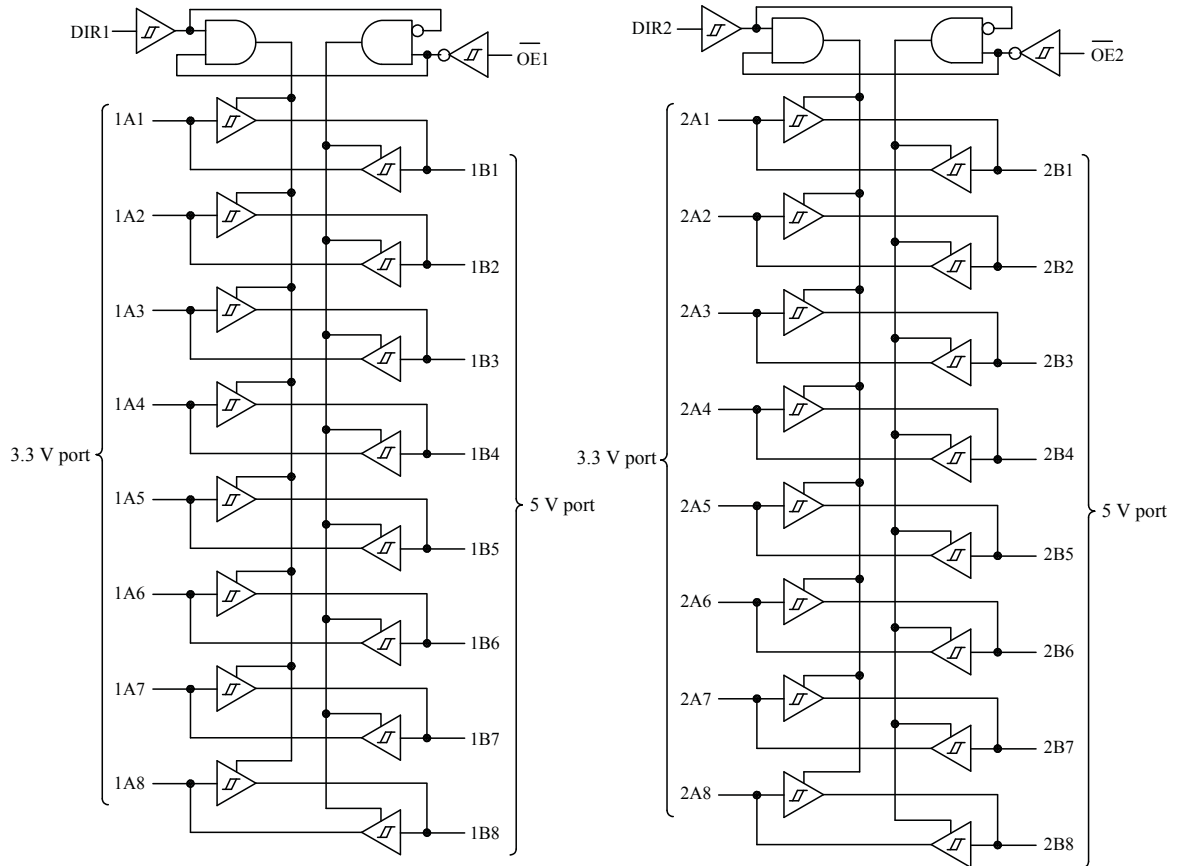 DIR1
OE1
1A1
1B1
1A2
1B2
1A3
1B3
1A4
3.3 V port
1B4
1A5
5 V port
1B5
1A6
1B6
1A7
1B7
1A8
1B8
DIR2
OE2
2A1
2B1
2A2
2B2
2A3
2B3
2A4
3.3 V port
2B4
2A5
5 V port
2B5
2A6
2B6
2A7
2B7
2A8
2B8